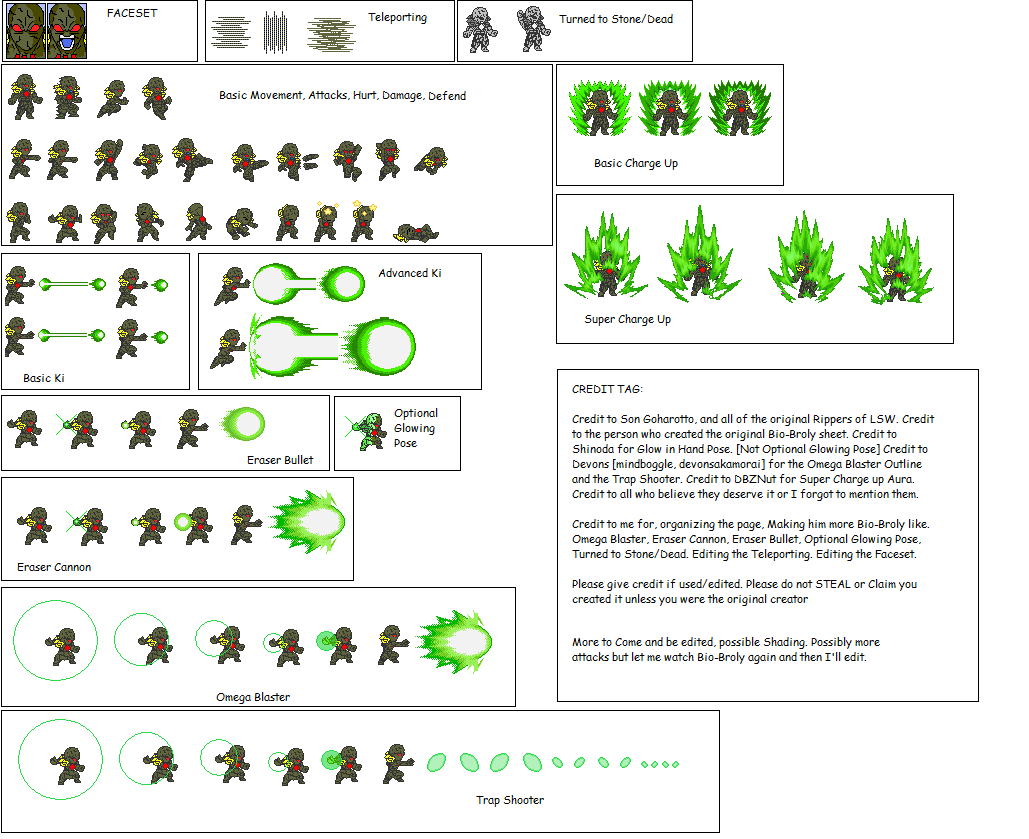 FACESET
Teleporting
Turned to Stone/Dead
Basic Movement, Attacks, Hurt, Damage, Defend
Basic Charge Up
Super Charge Up
Basic Ki
Advanced Ki
Eraser Bullet
Optional
Glowing
Pose
Eraser Cannon
Omega Blaster
Trap Shooter
CREDIT TAG:
Credit to Son Goharotto, and all of the original Rippers of LSW. Credit
to the person who created the original Bio-Broly sheet. Credit to
Shinoda for Glow in Hand Pose. [Not Optional Glowing Pose] Credit to
Devons [mindboggle, devonsakamorai] for the Omega Blaster Outline
and the Trap Shooter. Credit to DBZNut for Super Charge up Aura.
Credit to all who believe they deserve it or I forgot to mention them.
Credit to me for, organizing the page, Making him more Bio-Broly like.
Omega Blaster, Eraser Cannon, Eraser Bullet, Optional Glowing Pose,
Turned to Stone/Dead. Editing the Teleporting. Editing the Faceset.
Please give credit if used/edited. Please do not STEAL or Claim you
created it unless you were the original creator
More to Come and be edited, possible Shading. Possibly more
attacks but let me watch Bio-Broly again and then I'll edit.